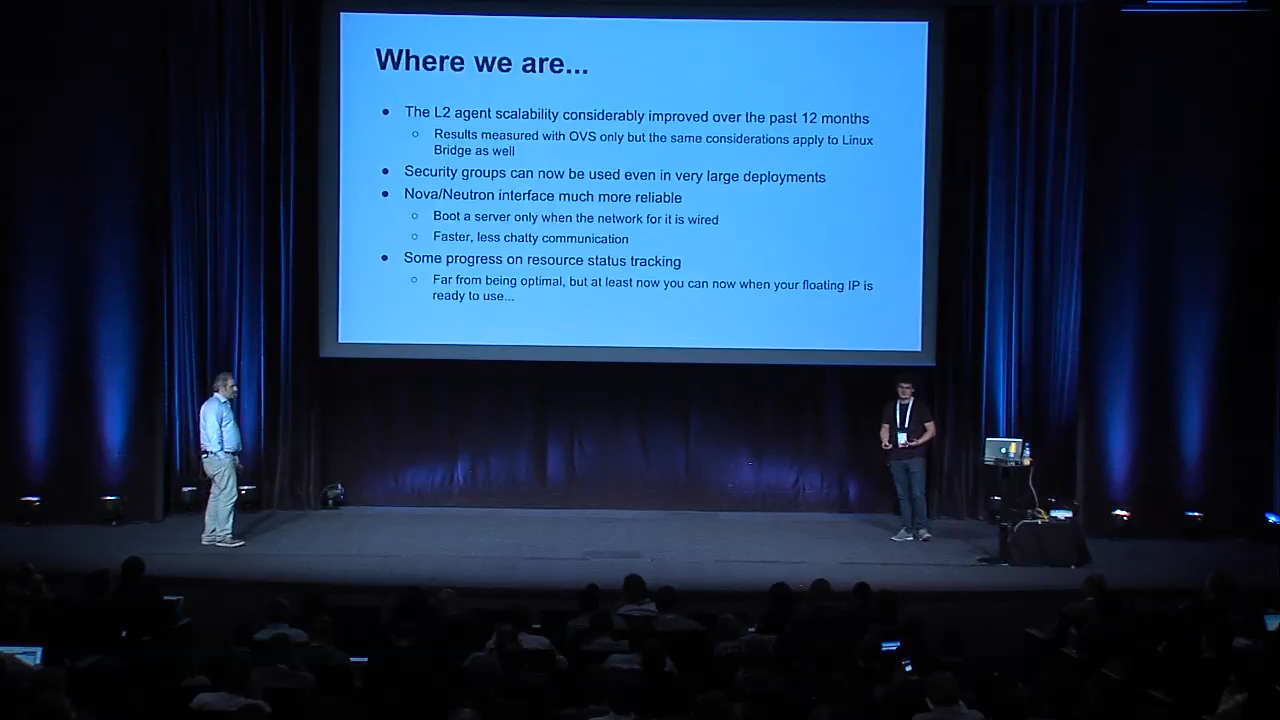 Where we are...
The L2 agent scalability considerably improved over the past 12 months
Results measured with OVS only but the same considerations apply to Linux
Bridge as well
Security groups can now be used even in very large deployments
Nova/Neutron interface much more reliable
Boot a server only when the network for it is wired
Faster, less chatty communication
Some progress on resource status tracking
Far from being optimal, but at least now you can now when your floating IP is
ready to use...